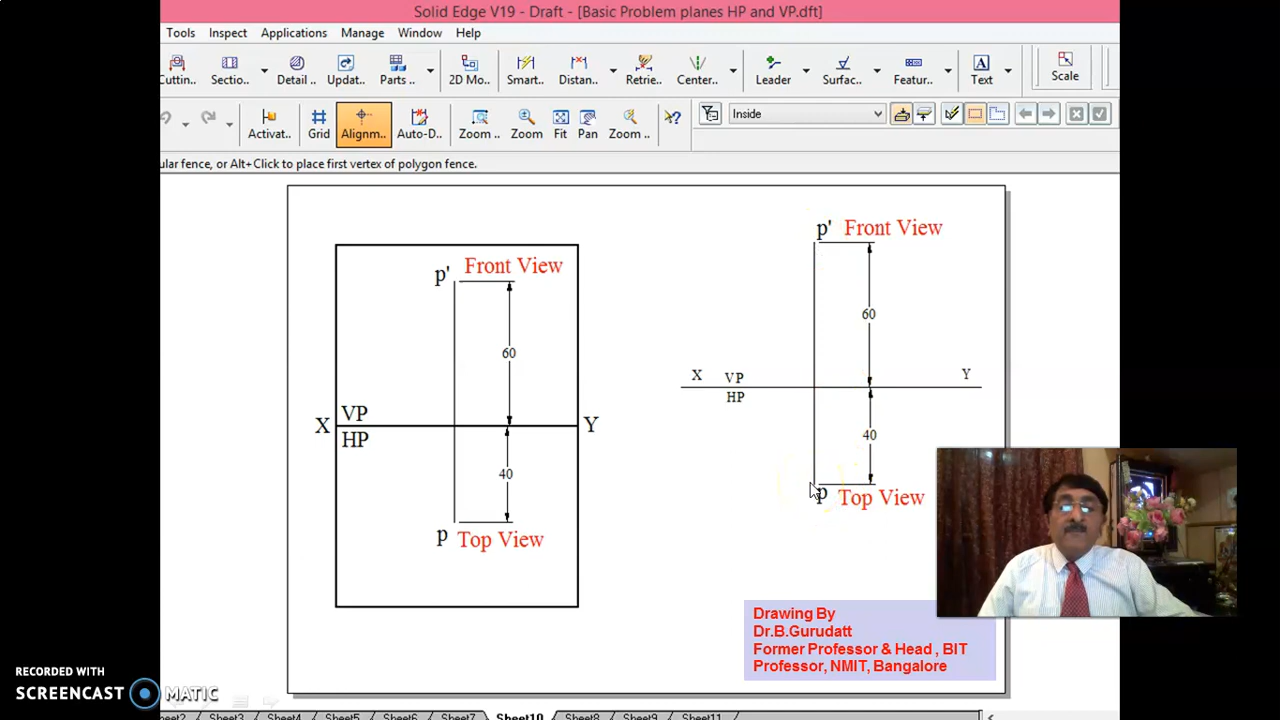 Solid Edge V19 - Draft - [Basic Problem planes HP and VP.dft]
Tools Inspect Applications Manage Window Help
Cuttin.. Sectio.. Detail .. Updat.. Parts .. 2D Mo.. Smart.. Distan.. Retrie.. Center.. Leader Surfac.. Featur.. Text Scale
Activat.. Grid Alignm.. Auto-D.. Zoom .. Zoom Fit Pan Zoom .. Inside
ular fence, or Alt+Click to place first vertex of polygon fence.
p' Front View
60
X VP Y
HP
40
p Top View
p' Front View
60
X VP Y
HP
40
p Top View
Drawing By
Dr.B.Gurudatt
Former Professor & Head , BIT
Professor, NMIT, Bangalore
RECORDED WITH
SCREENCAST MATIC
Sheet3 Sheet4 Sheet5 Sheet6 Sheet7 Sheet10 Sheet8 Sheet9 Sheet11